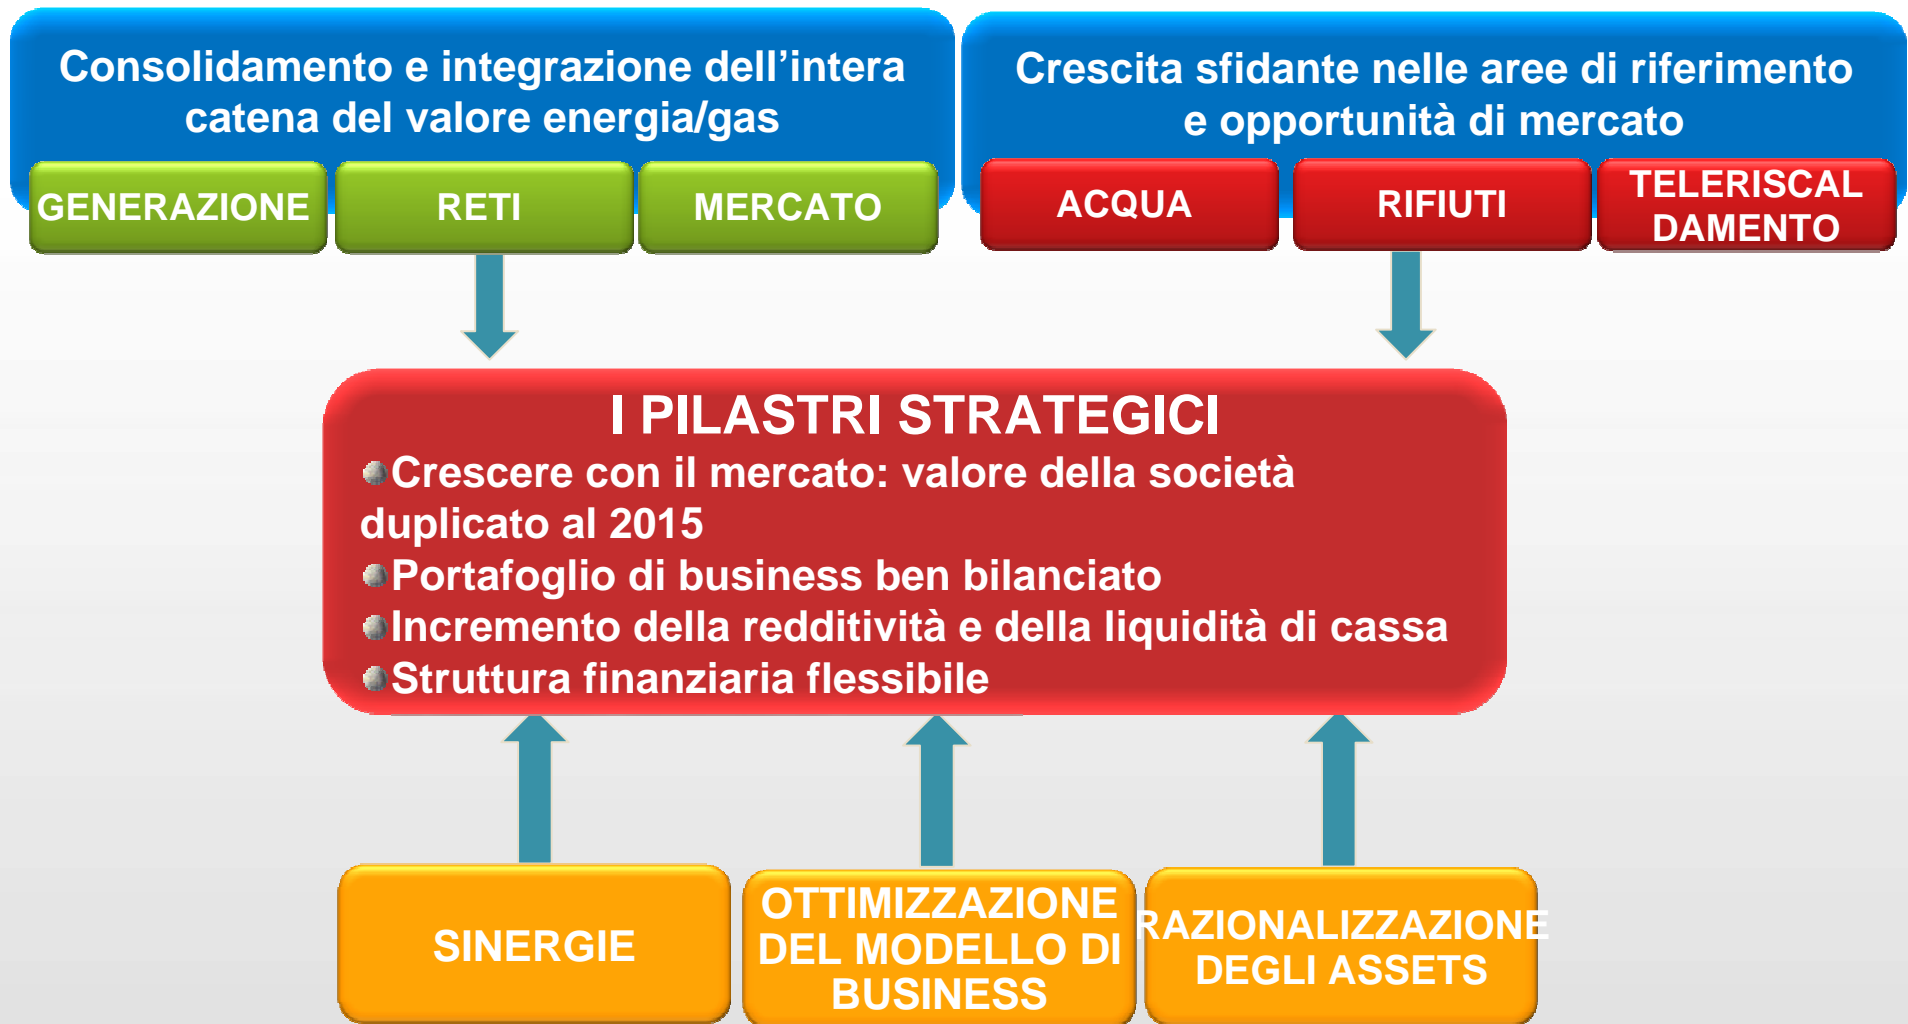 Consolidamento e integrazione dell’intera
catena del valore energia/gas
GENERAZIONE
RETI
MERCATO
Crescita sfidante nelle aree di riferimento
e opportunità di mercato
ACQUA
RIFIUTI
TELERISCAL
DAMENTO
I PILASTRI STRATEGICI
Crescere con il mercato: valore della società
duplicato al 2015
Portafoglio di business ben bilanciato
Incremento della redditività e della liquidità di cassa
Struttura finanziaria flessibile
SINERGIE
OTTIMIZZAZIONE
DEL MODELLO DI
BUSINESS
RAZIONALIZZAZIONE
DEGLI ASSETS